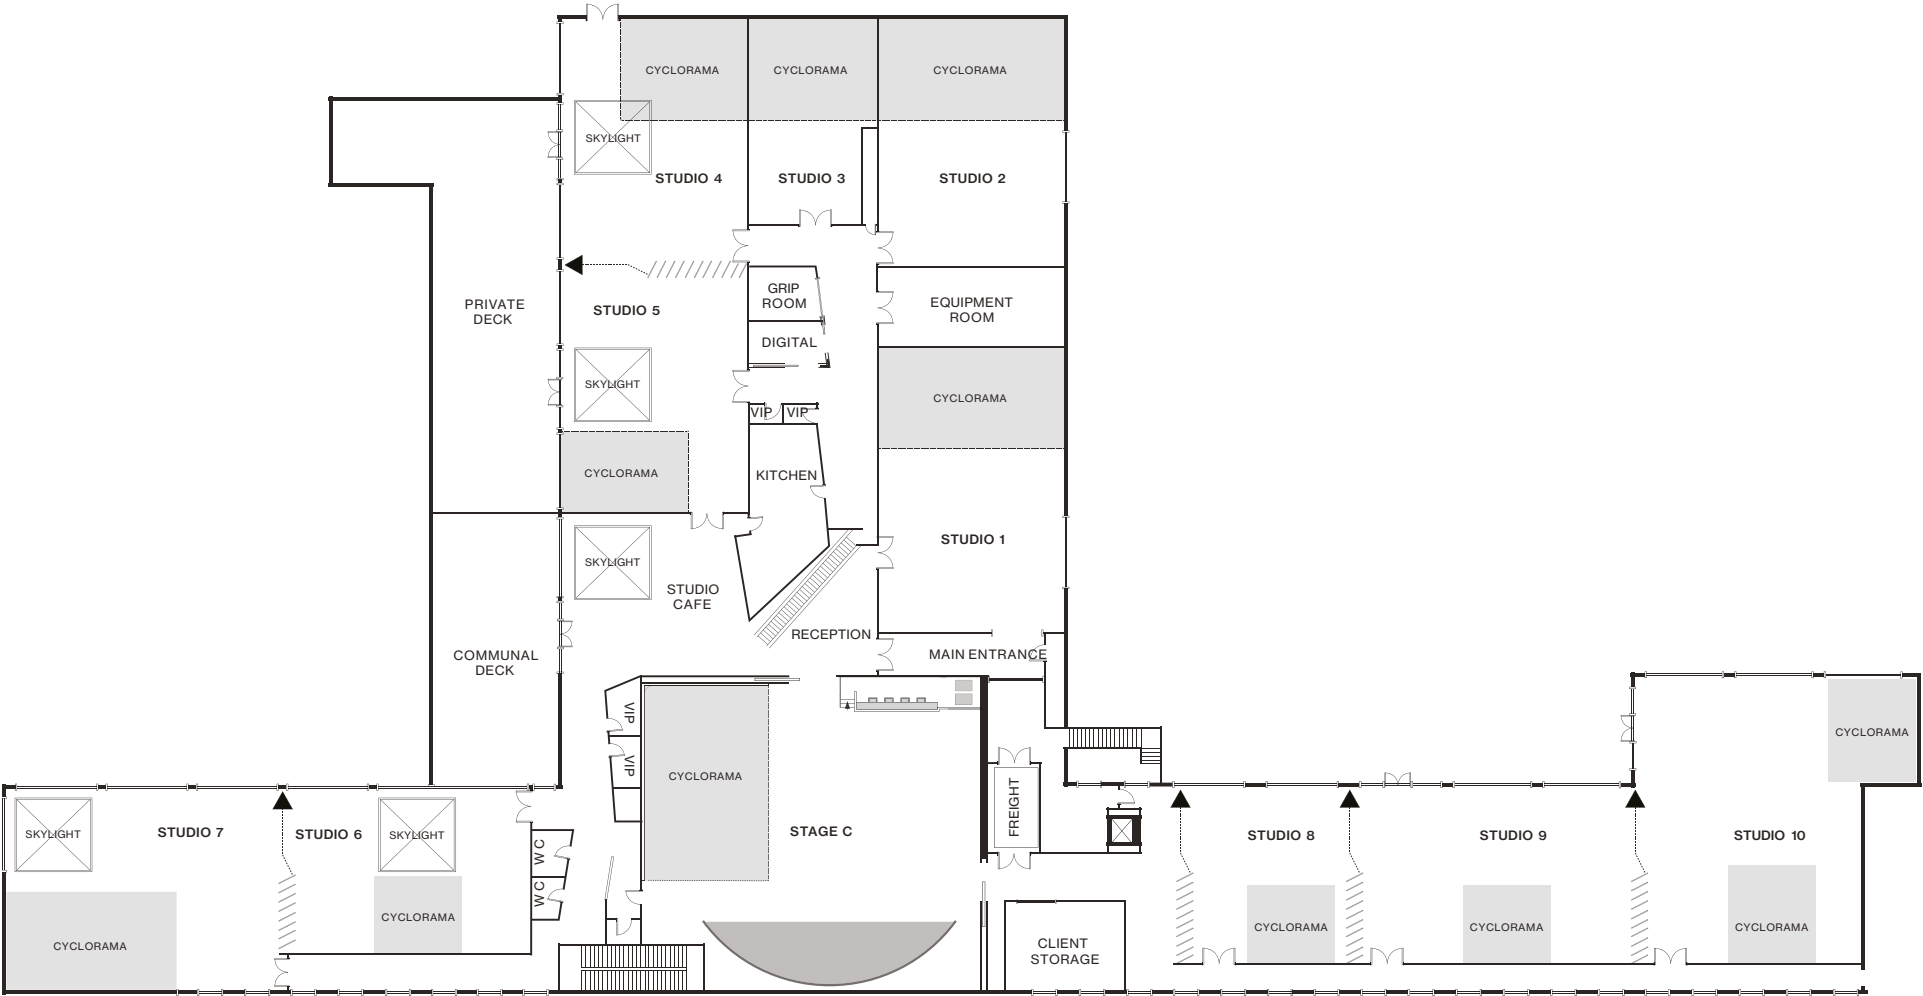 CYCLORAMA
CYCLORAMA
CYCLORAMA
SKYLIGHT
STUDIO 4
STUDIO 3
STUDIO 2
PRIVATE
DECK
STUDIO 5
GRIP
ROOM
EQUIPMENT
ROOM
DIGITAL
SKYLIGHT
CYCLORAMA
VIP
VIP
CYCLORAMA
KITCHEN
STUDIO 1
SKYLIGHT
STUDIO
CAFE
RECEPTION
MAIN ENTRANCE
COMMUNAL
DECK
VIP
VIP
CYCLORAMA
CYCLORAMA
STAGE C
FREIGHT
SKYLIGHT
STUDIO 7
STUDIO 6
SKYLIGHT
WC
WC
CYCLORAMA
CYCLORAMA
CLIENT
STORAGE
STUDIO 8
STUDIO 9
STUDIO 10
CYCLORAMA
CYCLORAMA
CYCLORAMA